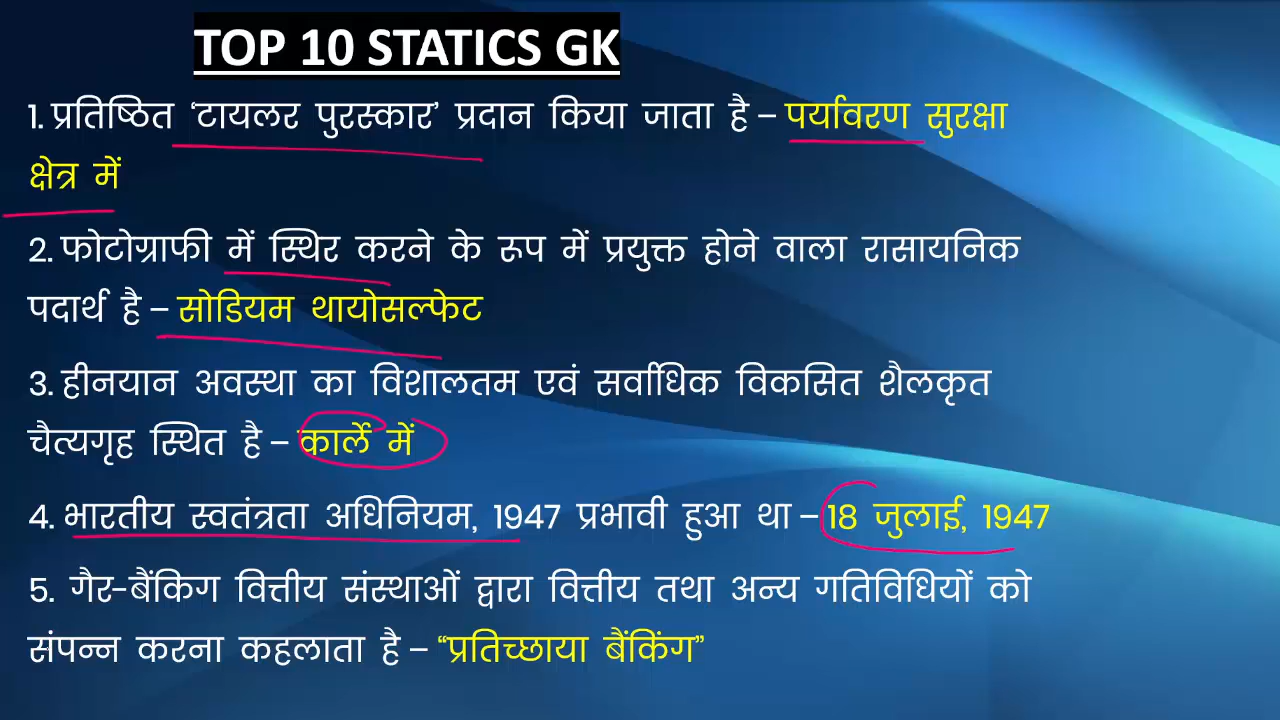 TOP 10 STATICS GK
1. प्रतिष्ठित ‘टायलर पुरस्कार’ प्रदान किया जाता है – पर्यावरण सुरक्षा
क्षेत्र में
2. फोटोग्राफी में स्थिर करने के रूप में प्रयुक्त होने वाला रासायनिक
पदार्थ है – सोडियम थायोसल्फेट
3. हीनयान अवस्था का विशालतम एवं सर्वाधिक विकसित शैलकृत
चैत्यगृह स्थित है – कार्ले में
4. भारतीय स्वतंत्रता अधिनियम, 1947 प्रभावी हुआ था – 18 जुलाई, 1947
5. गैर-बैंकिग वित्तीय संस्थाओं द्वारा वित्तीय तथा अन्य गतिविधियों को
संपन्न करना कहलाता है – “प्रतिच्छाया बैंकिंग”